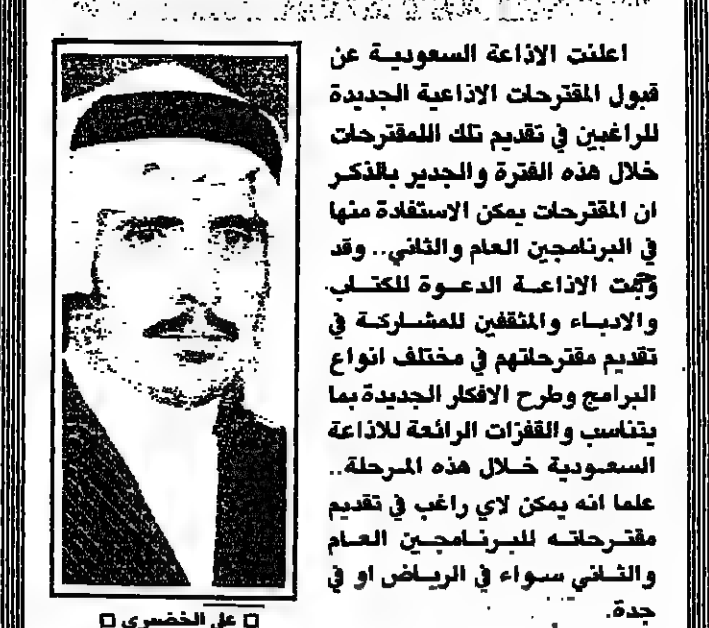 اعلنت الاذاعة السعودية عن
قبول المقترحات الاذاعية الجديدة
للراغبين في تقديم تلك اللمقترحات
خلال هذه الفترة والجدير بالذكر
ان المقترحات يمكن الاستفادة منها
في البرنامجين العام والثاني.. وقد
وجهت الاذاعة الدعوة للكتاب
والادباء والمثقفين للمشاركة في
تقديم مقترحاتهم في مختلف انواع
البرامج وطرح الافكار الجديدة بما
يتناسب والقفزات الرائعة للاذاعة
السعودية خلال هذه المرحلة..
علما انه يمكن لاي راغب في تقديم
مقترحاته للبرنامجين العام
والثاني سواء في الرياض او في
جدة.
□ علي الخضيري □